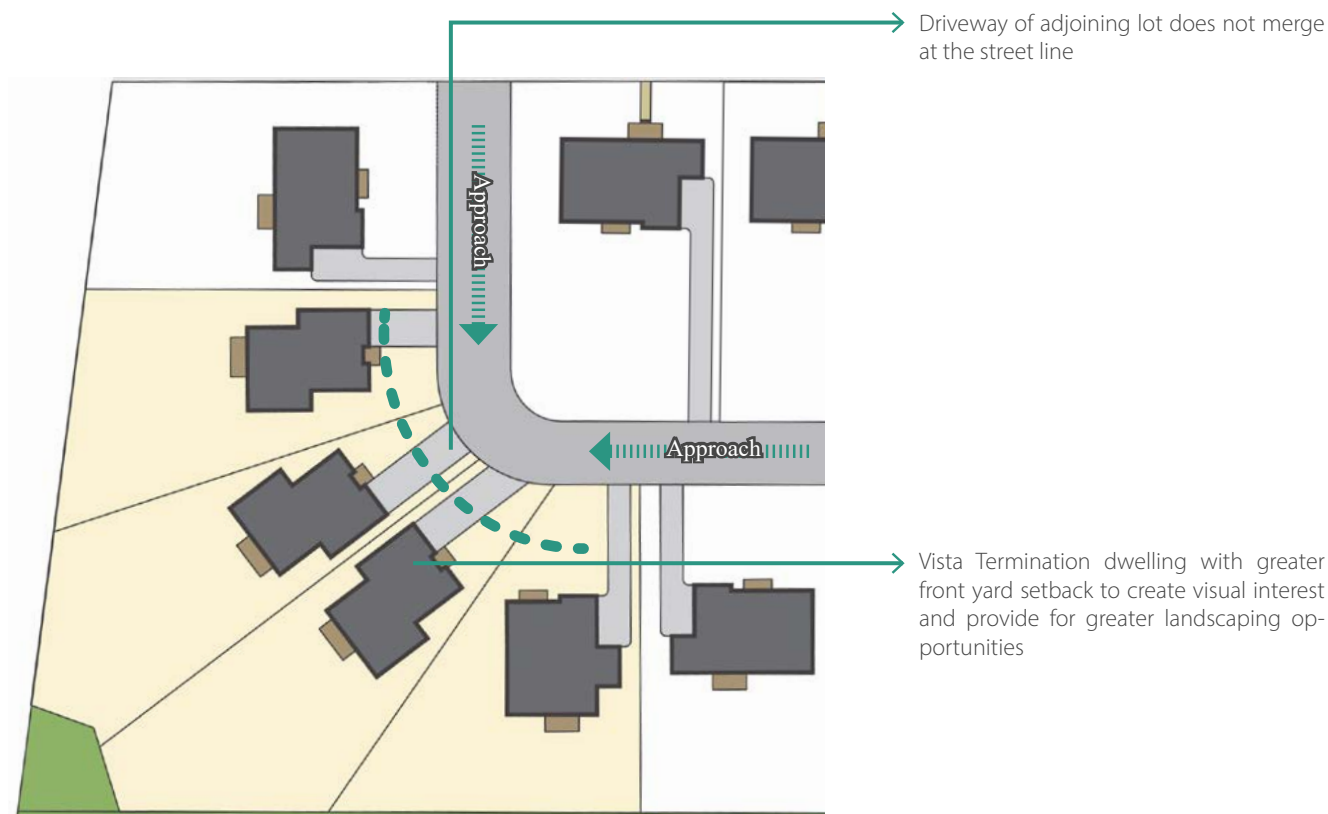 Driveway of adjoining lot does not merge
at the street line
Approach
Approach
Vista Termination dwelling with greater
front yard setback to create visual interest
and provide for greater landscaping op-
portunities